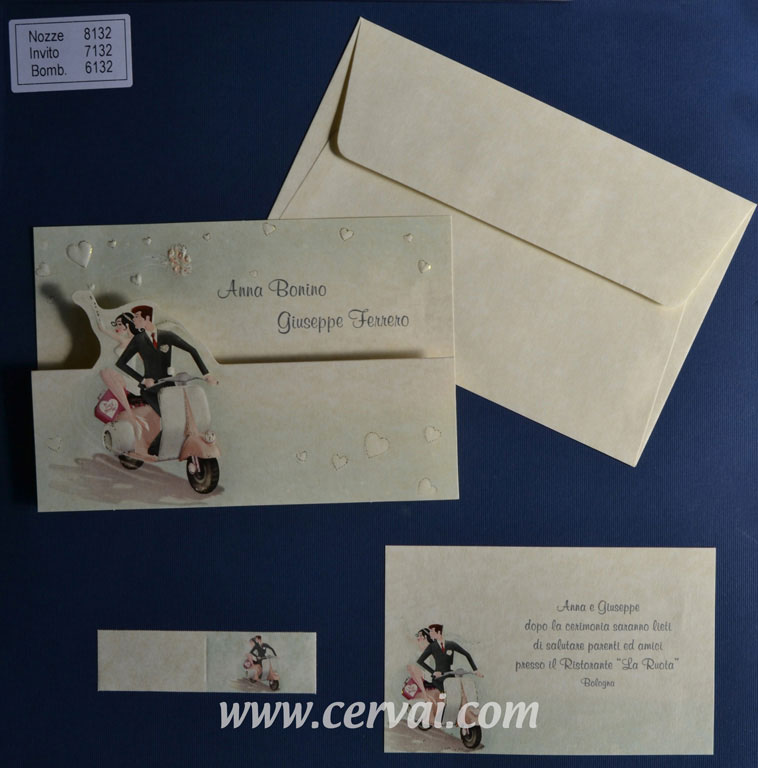 Nozze 8132
Invito 7132
Bomb. 6132
Anna Bonino
Giuseppe Ferrero
Anna e Giuseppe
dopo la cerimonia saranno lieti
di salutare parenti ed amici
presso il Ristorante "La Ruota"
Bologna
www.cervai.com